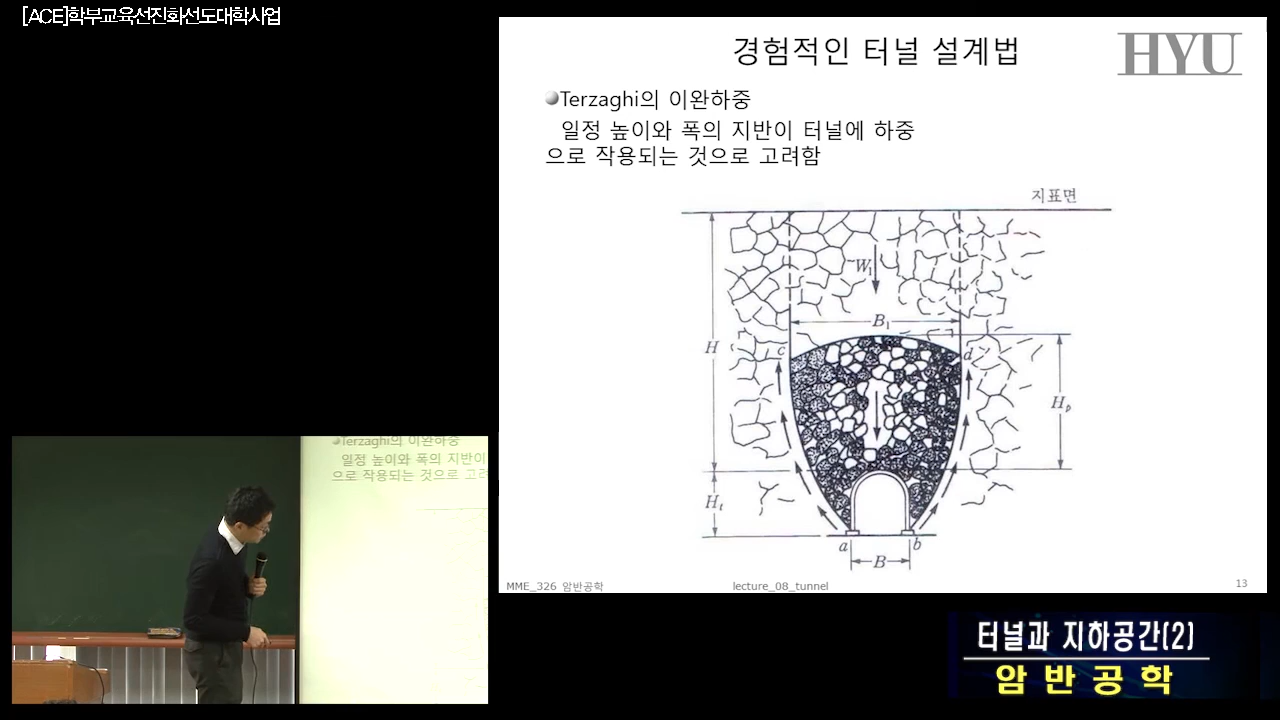 [ACE]학부교육선진화선도대학사업
경험적인 터널 설계법
HYU
Terzaghi의 이완하중
일정 높이와 폭의 지반이 터널에 하중
으로 작용되는 것으로 고려함
지표면
W₁
B₁
H
c
d
Hₚ
Hₜ
a
b
B
MME_326 암반공학
lecture_08_tunnel
13
Terzaghi의 이완하중
일정 높이와 폭의 지반이
으로 작용되는 것으로 고려
터널과 지하공간(2)
암반공학